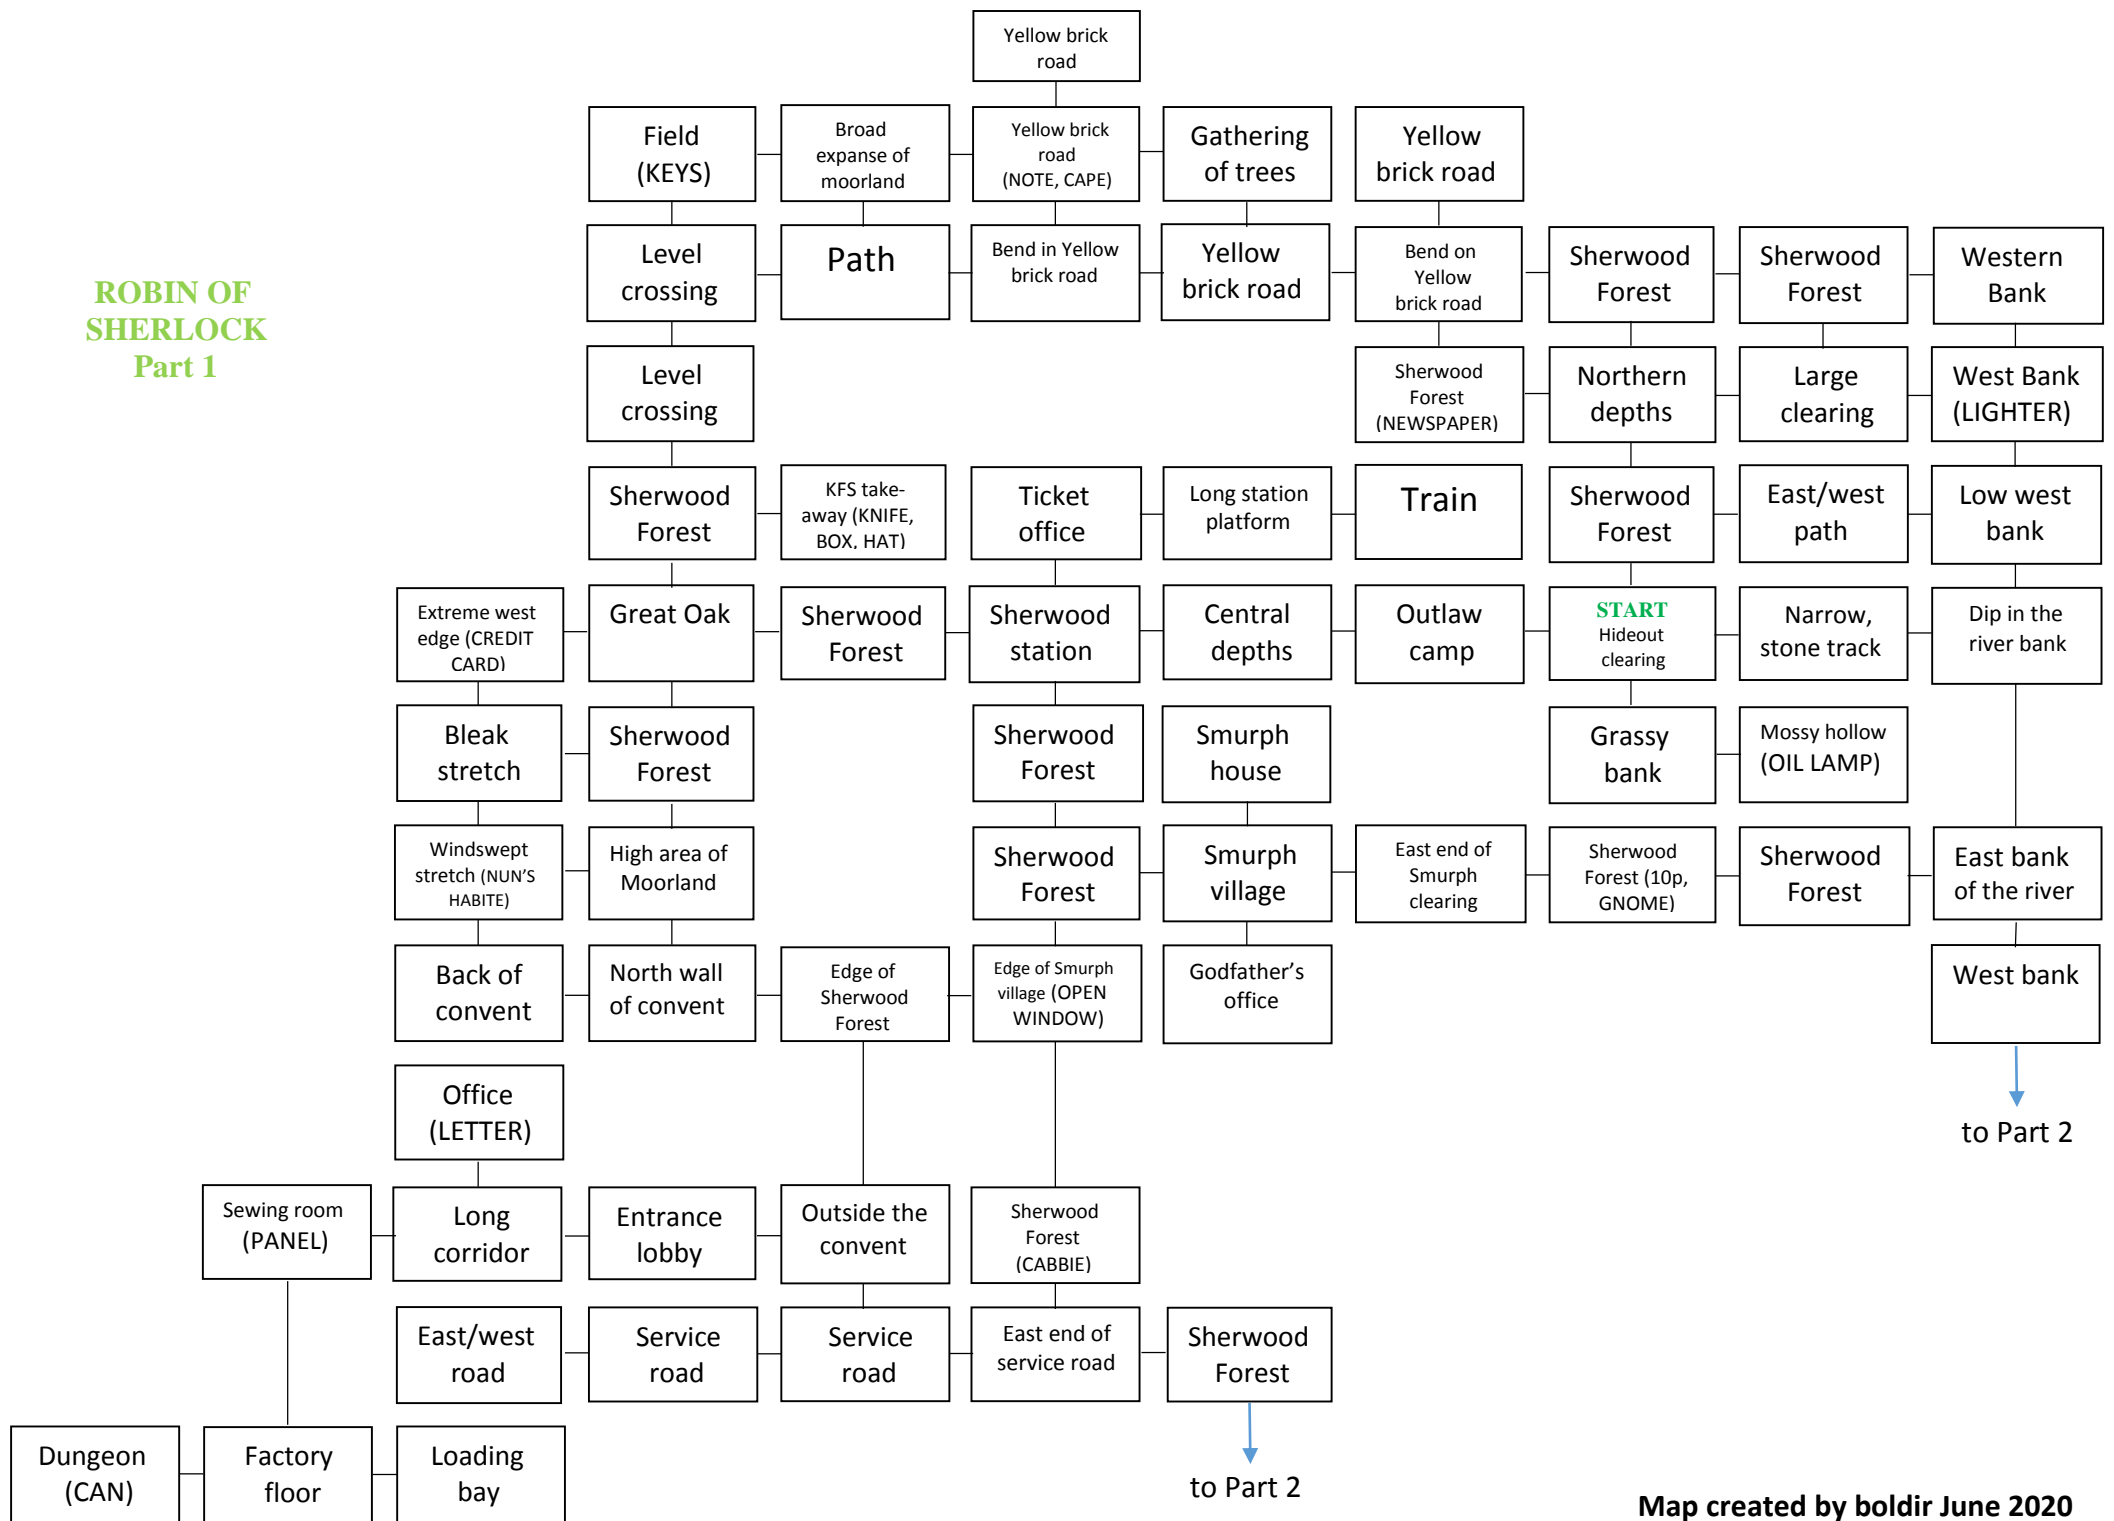 Yellow brick
road
Field
(KEYS)
Broad
expanse of
moorland
Yellow brick
road
(NOTE, CAPE)
Gathering
of trees
Yellow
brick road
ROBIN OF
SHERLOCK
Part 1
Level
crossing
Path
Bend in Yellow
brick road
Yellow
brick road
Bend on
Yellow
brick road
Sherwood
Forest
Sherwood
Forest
Western
Bank
Level
crossing
Sherwood
Forest
(NEWSPAPER)
Northern
depths
Large
clearing
West Bank
(LIGHTER)
Sherwood
Forest
KFS take-
away (KNIFE,
BOX, HAT)
Ticket
office
Long station
platform
Train
Sherwood
Forest
East/west
path
Low west
bank
Extreme west
edge (CREDIT
CARD)
Great Oak
Sherwood
Forest
Sherwood
station
Central
depths
Outlaw
camp
START
Hideout
clearing
Narrow,
stone track
Dip in the
river bank
Bleak
stretch
Sherwood
Forest
Sherwood
Forest
Smurph
house
Grassy
bank
Mossy hollow
(OIL LAMP)
Windswept
stretch (NUN'S
HABITE)
High area of
Moorland
Sherwood
Forest
Smurph
village
East end of
Smurph
clearing
Sherwood
Forest (10p,
GNOME)
Sherwood
Forest
East bank
of the river
Back of
convent
North wall
of convent
Edge of
Sherwood
Forest
Edge of Smurph
village (OPEN
WINDOW)
Godfather's
office
West bank
Office
(LETTER)
to Part 2
Sewing room
(PANEL)
Long
corridor
Entrance
lobby
Outside the
convent
Sherwood
Forest
(CABBIE)
East/west
road
Service
road
Service
road
East end of
service road
Sherwood
Forest
Dungeon
(CAN)
Factory
floor
Loading
bay
to Part 2
Map created by boldir June 2020